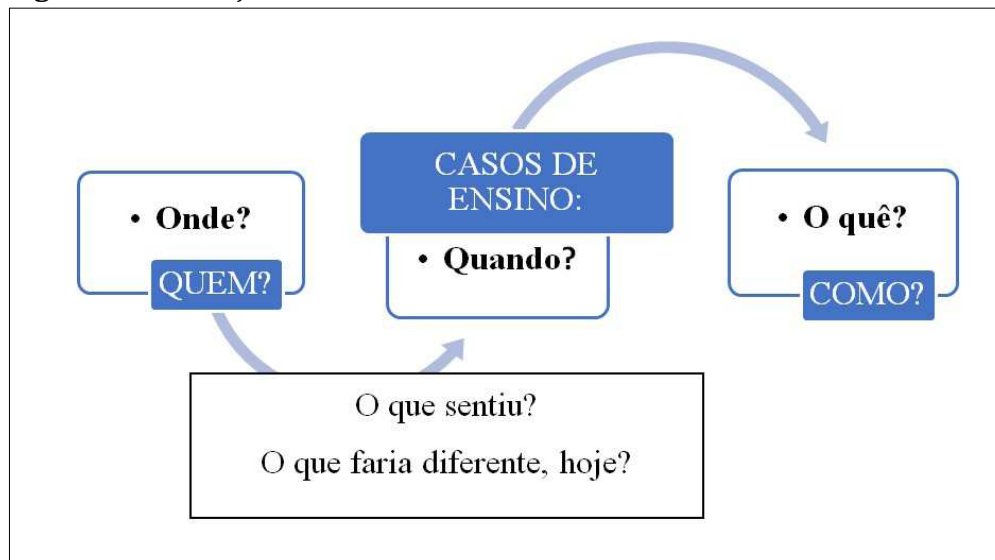 • Onde?
QUEM?
CASOS DE
ENSINO:
• Quando?
• O quê?
COMO?
O que sentiu?
O que faria diferente, hoje?